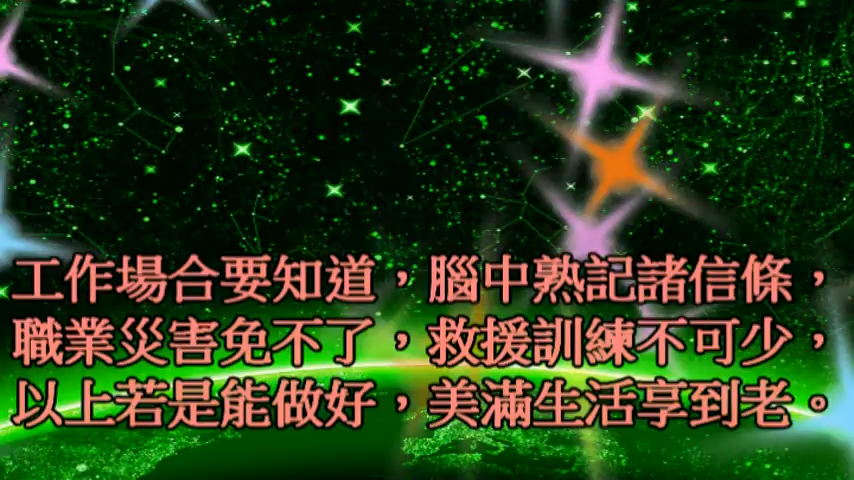 工作場合要知道，腦中熟記諸信條，
職業災害免不了，救援訓練不可少，
以上若是能做好，美滿生活享到老。